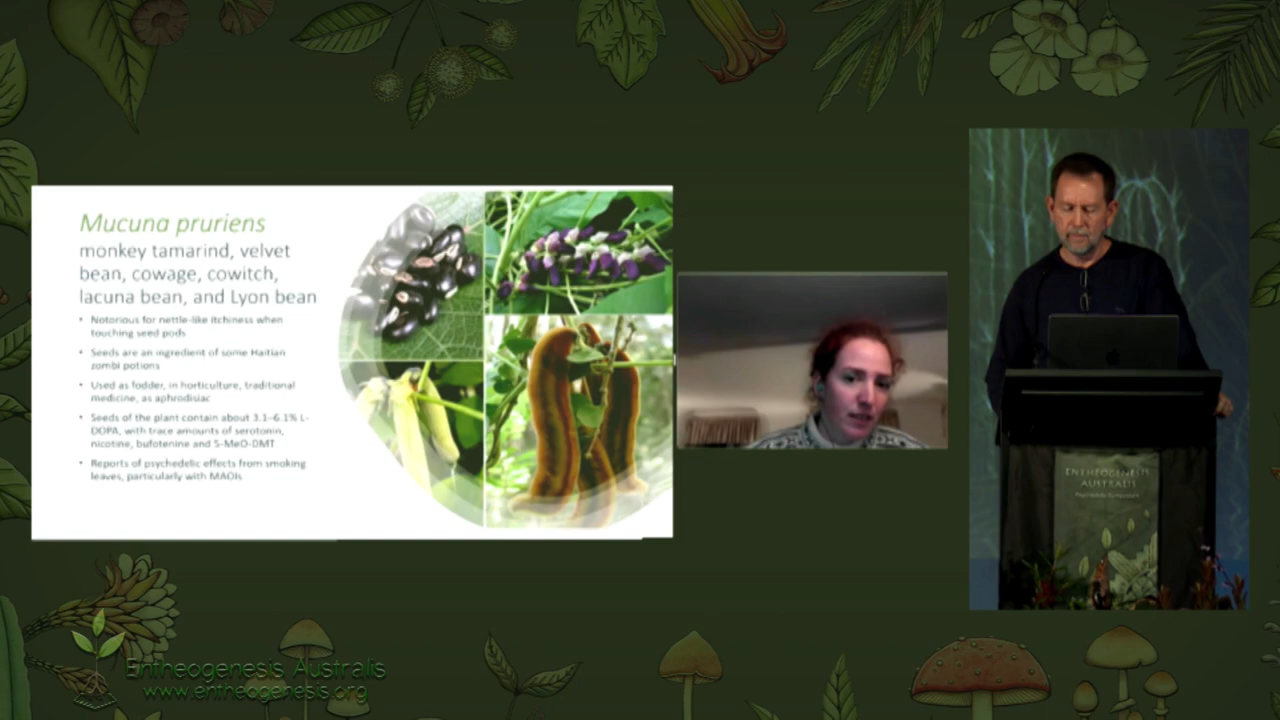 Mucuna pruriens
monkey tamarind, velvet
bean, cowage, cowitch,
lacuna bean, and Lyon bean
• Notorious for nettle-like itchiness when
touching seed pods
• Seeds are an ingredient of some Haitian
zombi potions
• Used as fodder, in horticulture, traditional
medicine, as aphrodisiac
• Seeds of the plant contain about 3.1-6.1% L-
DOPA, with trace amounts of serotonin,
nicotine, bufotenine and 5-MeO-DMT
• Reports of psychedelic effects from smoking
leaves, particularly with MAOIs
ENTHEOGENESIS
AUSTRALIS
Psychedelic Symposium
Entheogenesis Australis
www.entheogenesis.org